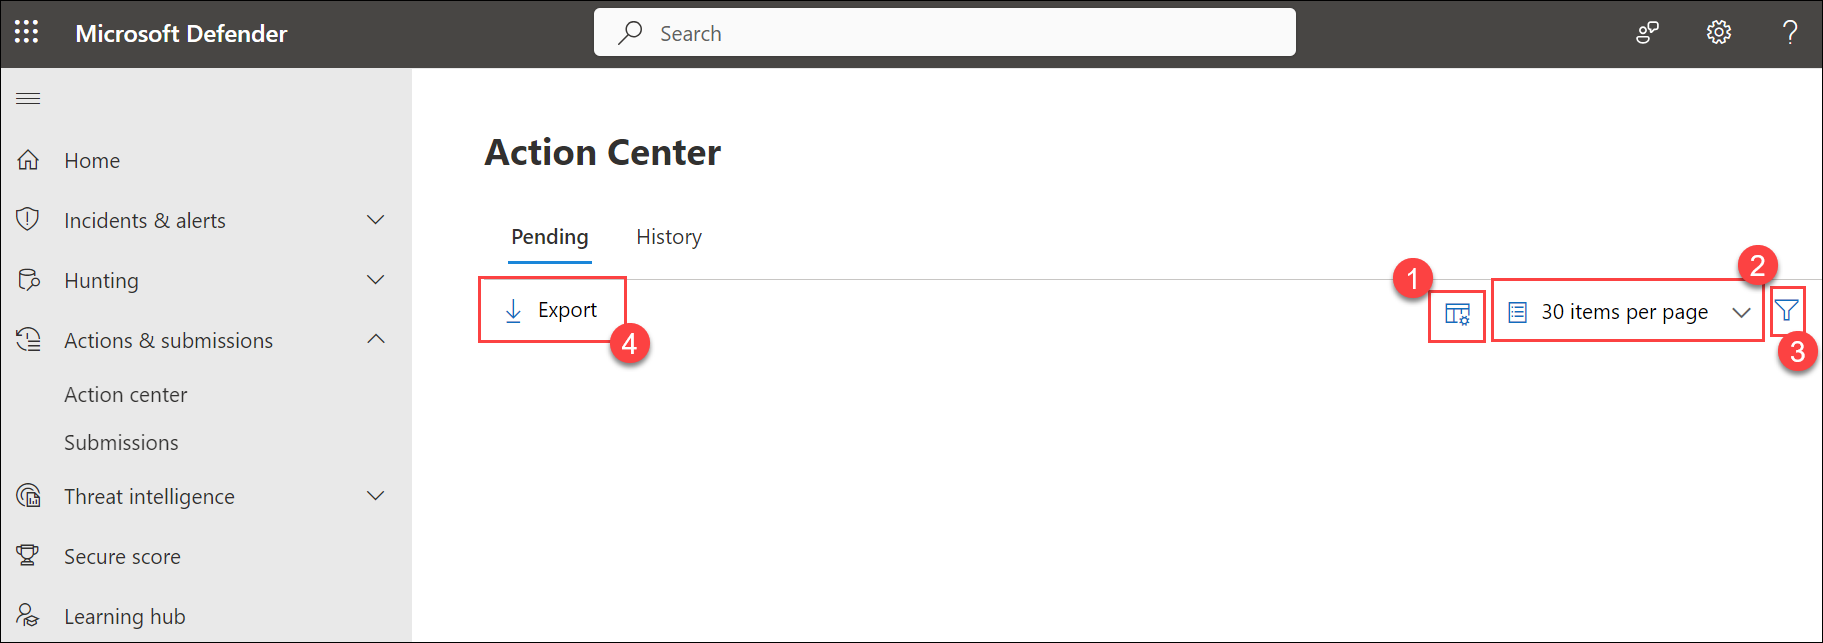 Microsoft Defender
Search
Home
Incidents & alerts
Hunting
Actions & submissions
Action center
Submissions
Threat intelligence
Secure score
Learning hub
Action Center
Pending History
Export
4
1
30 items per page
2
3